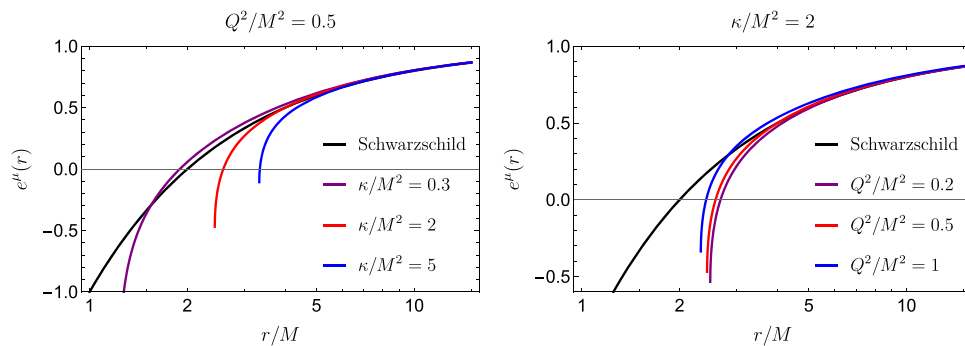 Q²/M² = 0.5
1.0
0.5
0.0
−0.5
−1.0
e^μ(r)
Schwarzschild
κ/M² = 0.3
κ/M² = 2
κ/M² = 5
1 2 5 10
r/M
κ/M² = 2
1.0
0.5
0.0
−0.5
e^μ(r)
Schwarzschild
Q²/M² = 0.2
Q²/M² = 0.5
Q²/M² = 1
1 2 5 10
r/M